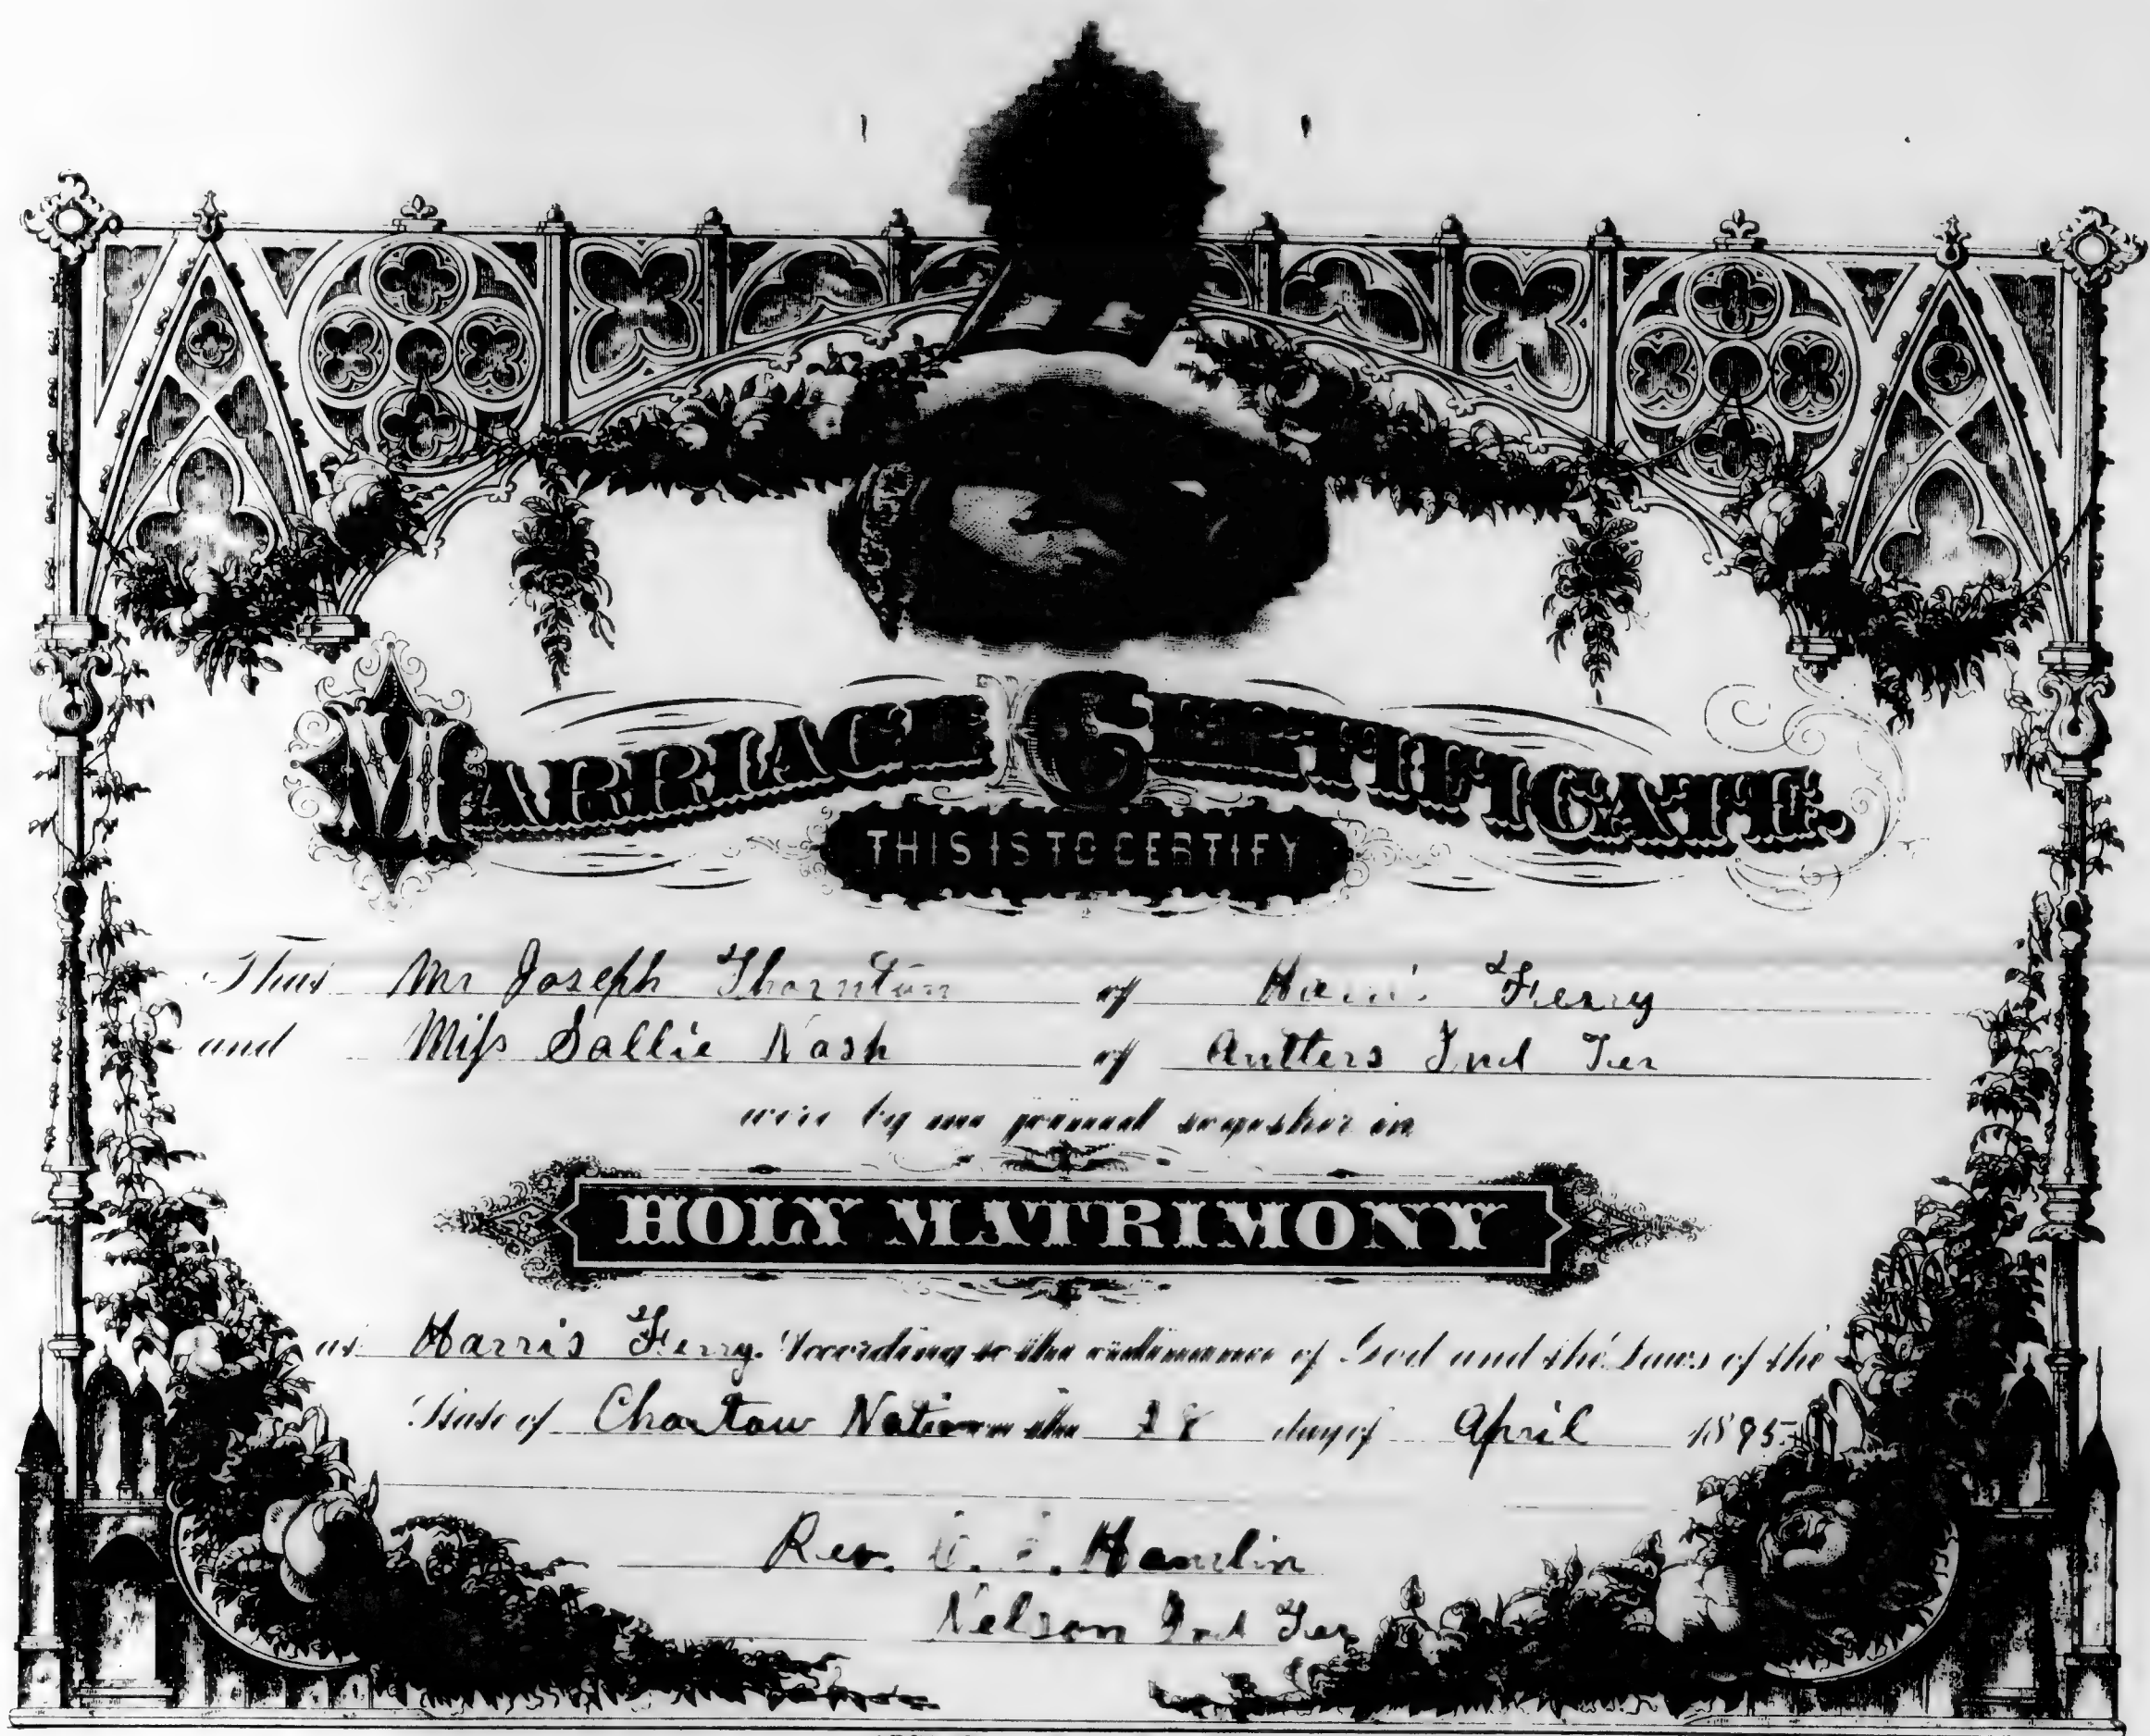 MARRIAGE CERTIFICATE.
THIS IS TO CERTIFY
That Mr Joseph Thornton of Harris Ferry
and Miss Sallie Nash of Antlers Ind Ter
were by me joined together in
HOLY MATRIMONY
at Harris Ferry. According to the ordinance of God and the Laws of the
State of Choctaw Nation on the 28 day of April 1895
Rev. Hamlin
Nelson Ind Ter